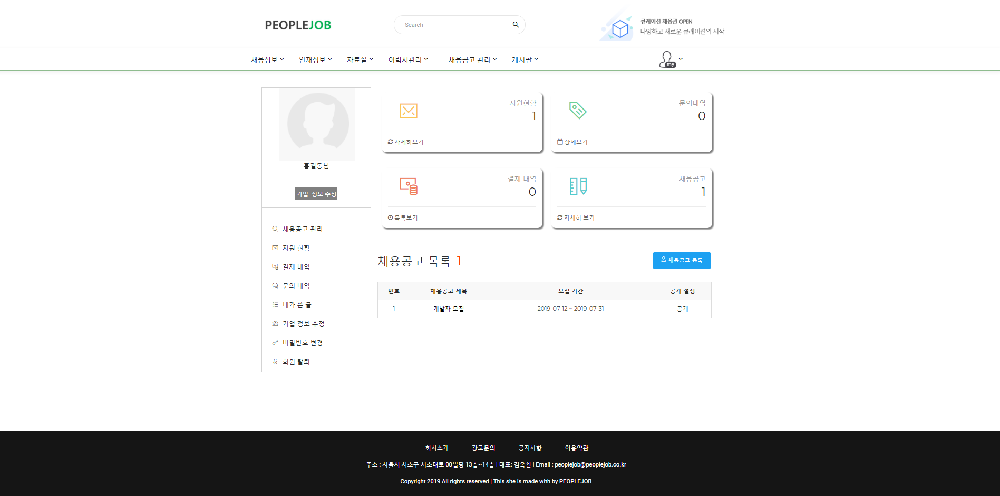 PEOPLEJOB
Search
큐레이션 채용관 OPEN
다양하고 새로운 큐레이션의 시작
채용정보 인재정보 자료실 이력서관리 채용공고 관리 게시판
my
홍길동님
기업 정보 수정
채용공고 관리
지원 현황
결제 내역
문의 내역
내가 쓴 글
기업 정보 수정
비밀번호 변경
회원 탈퇴
지원현황
1
자세히보기
문의내역
0
상세보기
결제 내역
0
목록보기
채용공고
1
자세히 보기
채용공고 목록 1
채용공고 등록
번호 채용공고 제목 모집 기간 공개 설정
1 개발자 모집 2019-07-12 ~ 2019-07-31 공개
회사소개 광고문의 공지사항 이용약관
주소 : 서울시 서초구 서초대로 00빌딩 13층~14층 | 대표: 김옥환 | Email : peoplejob@peoplejob.co.kr
Copyright 2019 All rights reserved | This site is made with by PEOPLEJOB